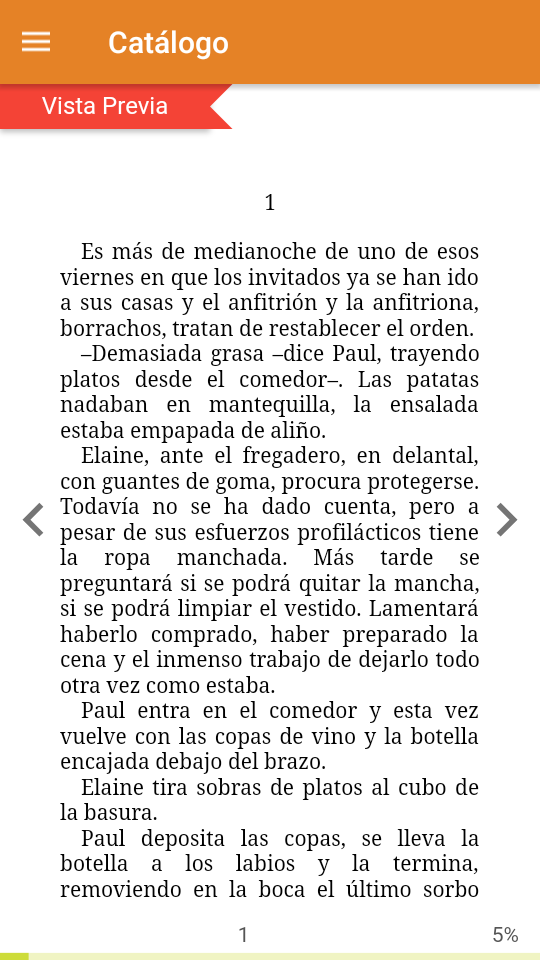 Catálogo
Vista Previa
1
Es más de medianoche de uno de esos
viernes en que los invitados ya se han ido
a sus casas y el anfitrión y la anfitriona,
borrachos, tratan de restablecer el orden.
–Demasiada grasa –dice Paul, trayendo
platos desde el comedor–. Las patatas
nadaban en mantequilla, la ensalada
estaba empapada de aliño.
Elaine, ante el fregadero, en delantal,
con guantes de goma, procura protegerse.
Todavía no se ha dado cuenta, pero a
pesar de sus esfuerzos profilácticos tiene
la ropa manchada. Más tarde se
preguntará si se podrá quitar la mancha,
si se podrá limpiar el vestido. Lamentará
haberlo comprado, haber preparado la
cena y el inmenso trabajo de dejarlo todo
otra vez como estaba.
Paul entra en el comedor y esta vez
vuelve con las copas de vino y la botella
encajada debajo del brazo.
Elaine tira sobras de platos al cubo de
la basura.
Paul deposita las copas, se lleva la
botella a los labios y la termina,
removiendo en la boca el último sorbo
1
5%